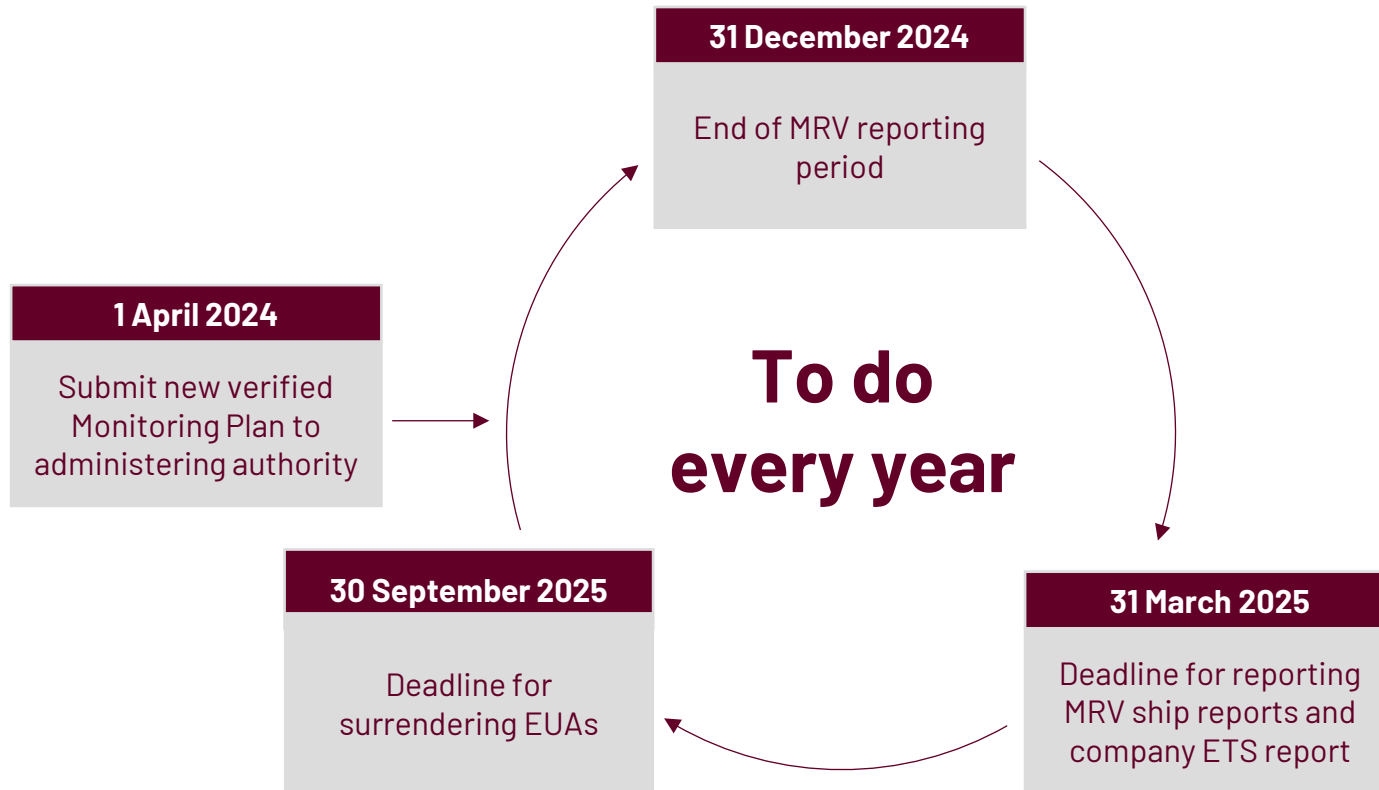 31 December 2024
End of MRV reporting
period
1 April 2024
Submit new verified
Monitoring Plan to
administering authority
To do
every year
30 September 2025
Deadline for
surrendering EUAs
31 March 2025
Deadline for reporting
MRV ship reports and
company ETS report